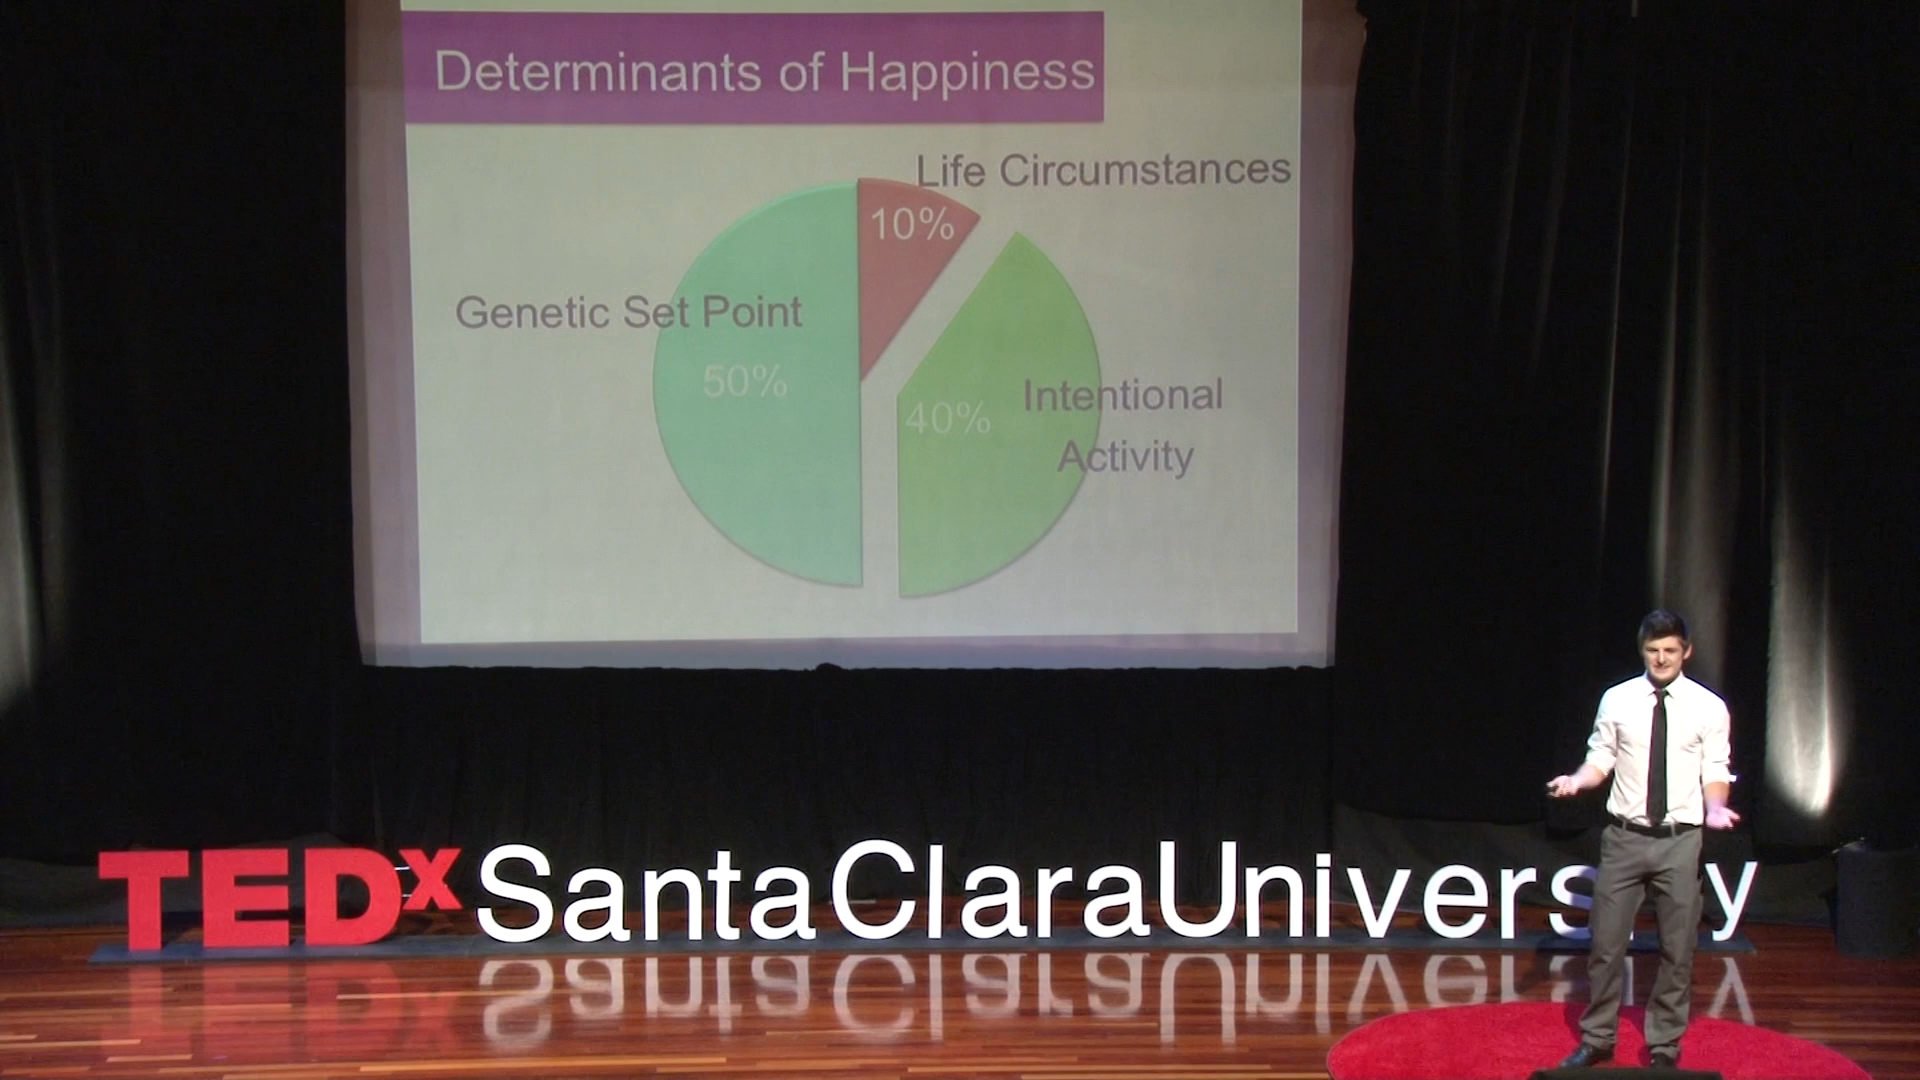 Determinants of Happiness
Life Circumstances
10%
Genetic Set Point
50%
40%
Intentional
Activity
TEDx SantaClaraUnivers y